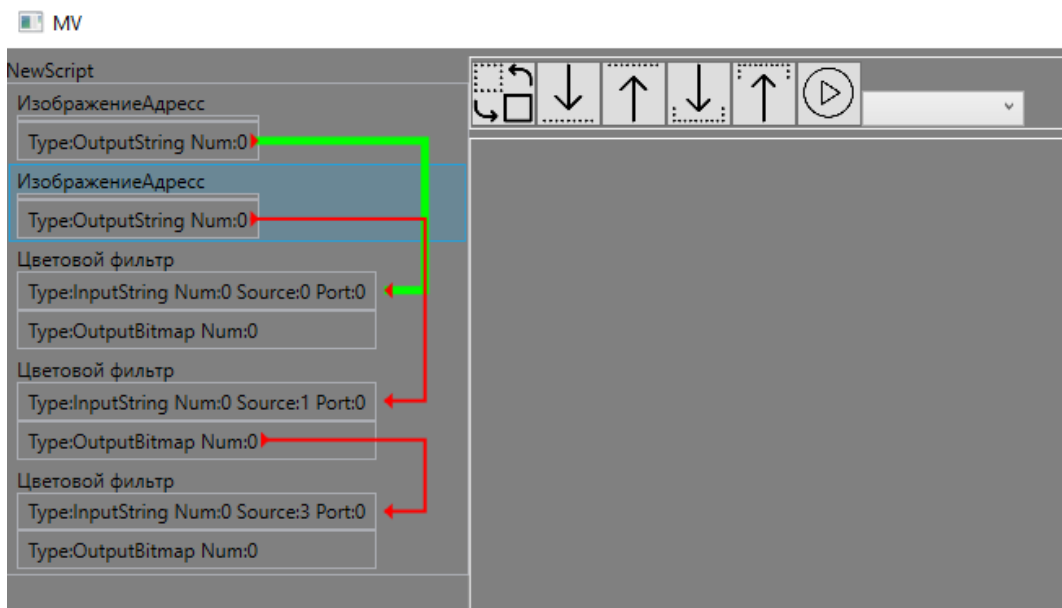 MV
NewScript
ИзображениеАдресс
Type:OutputString Num:0
ИзображениеАдресс
Type:OutputString Num:0
Цветовой фильтр
Type:InputString Num:0 Source:0 Port:0
Type:OutputBitmap Num:0
Цветовой фильтр
Type:InputString Num:0 Source:1 Port:0
Type:OutputBitmap Num:0
Цветовой фильтр
Type:InputString Num:0 Source:3 Port:0
Type:OutputBitmap Num:0